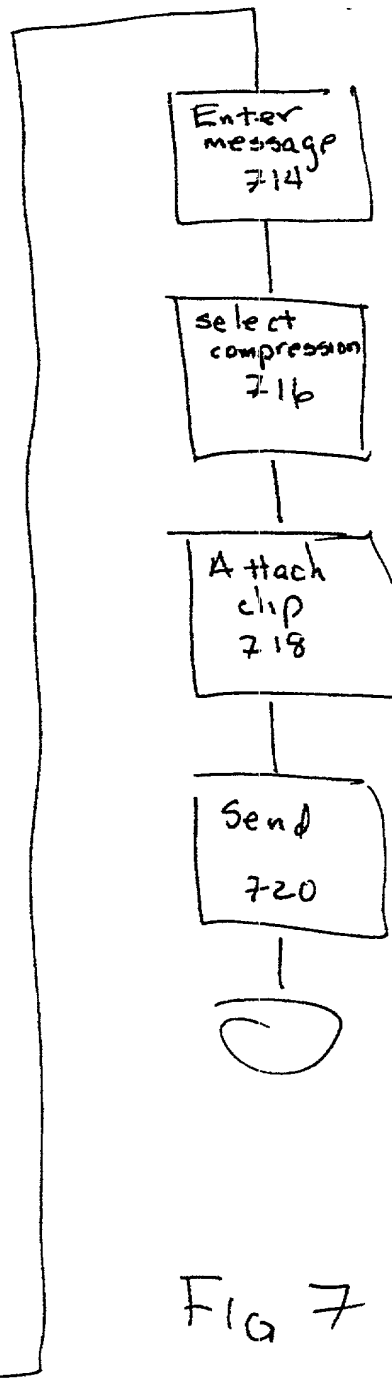 Enter
message
714
select
compression
716
Attach
clip
718
Send
720
FIG 7